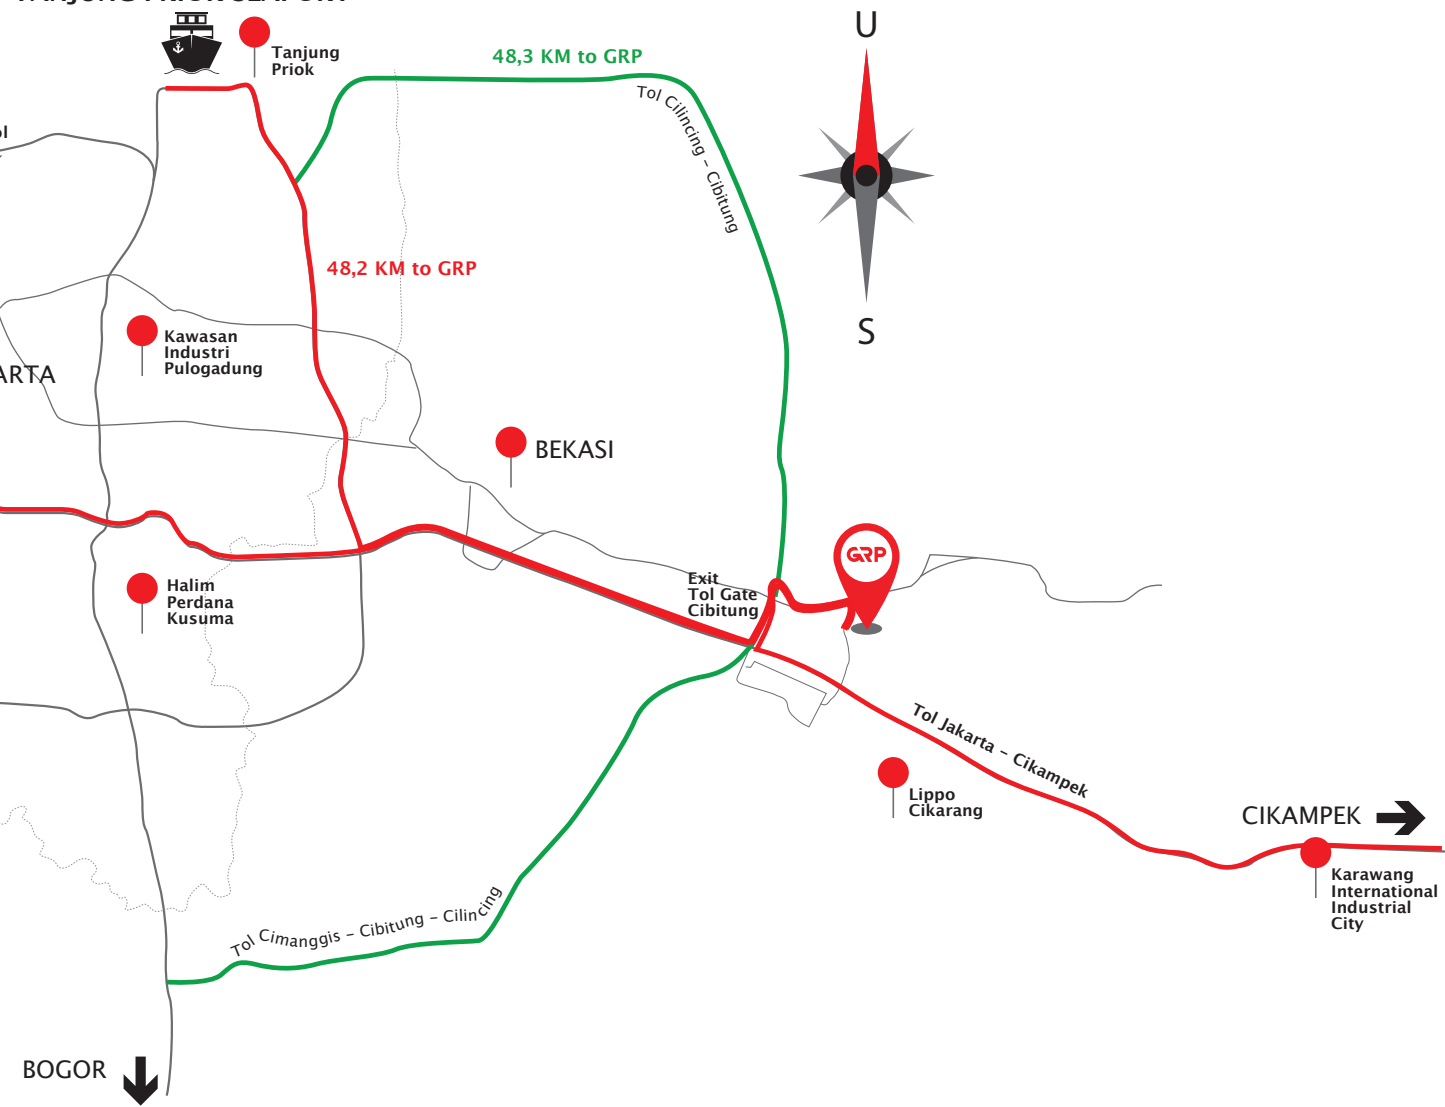 Tanjung
Priok
48,3 KM to GRP
U
Tol Cilincing - Cibitung
48,2 KM to GRP
Kawasan
Industri
Pulogadung
S
ARTA
BEKASI
GRP
Exit
Tol Gate
Cibitung
Halim
Perdana
Kusuma
Tol Jakarta - Cikampek
Lippo
Cikarang
CIKAMPEK
Karawang
International
Industrial
City
Tol Cimanggis - Cibitung - Cilincing
BOGOR